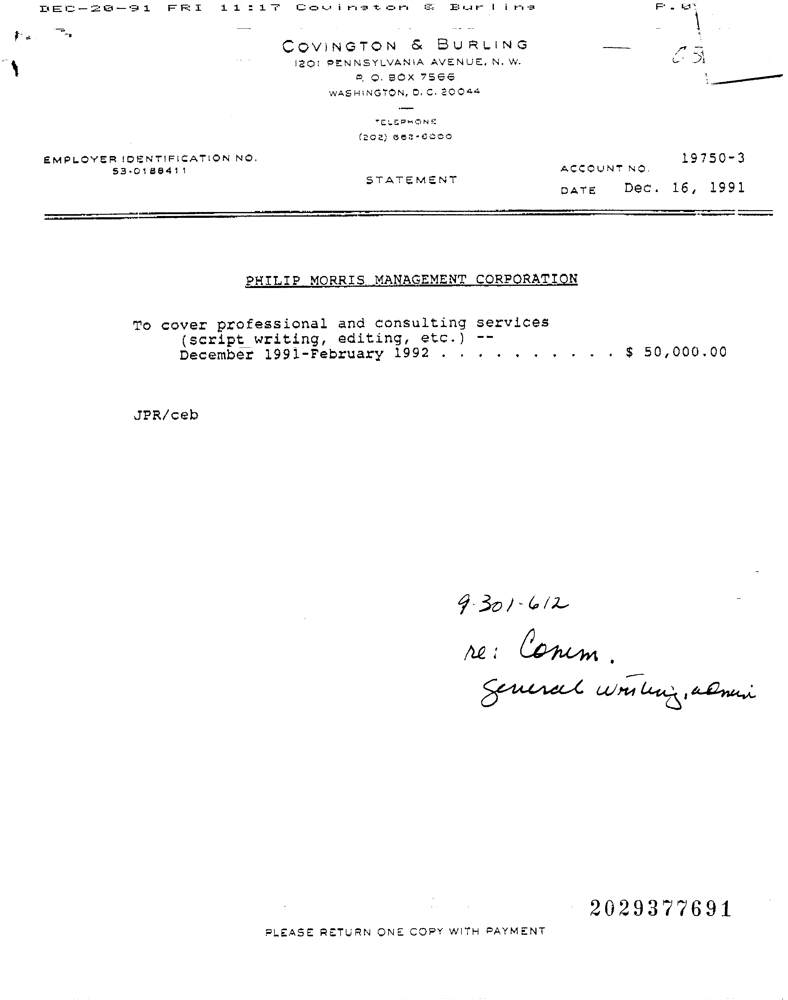 DEC-20-91 FRI 11:17 Covington & Burling
COVINGTON & BURLING
1201 PENNSYLVANIA AVENUE, N. W.
P. O. BOX 7566
WASHINGTON, D. C. 20044
TELEPHONE
(202) 662-6000
EMPLOYER IDENTIFICATION NO.
53-0188411
STATEMENT
ACCOUNT NO. 19750-3
DATE Dec. 16, 1991
PHILIP MORRIS MANAGEMENT CORPORATION
To cover professional and consulting services
(script writing, editing, etc.) --
December 1991-February 1992 . . . . . . . . . . . $ 50,000.00
JPR/ceb
9-301-612
re: Comm.
general writing, admin
2029377691
PLEASE RETURN ONE COPY WITH PAYMENT